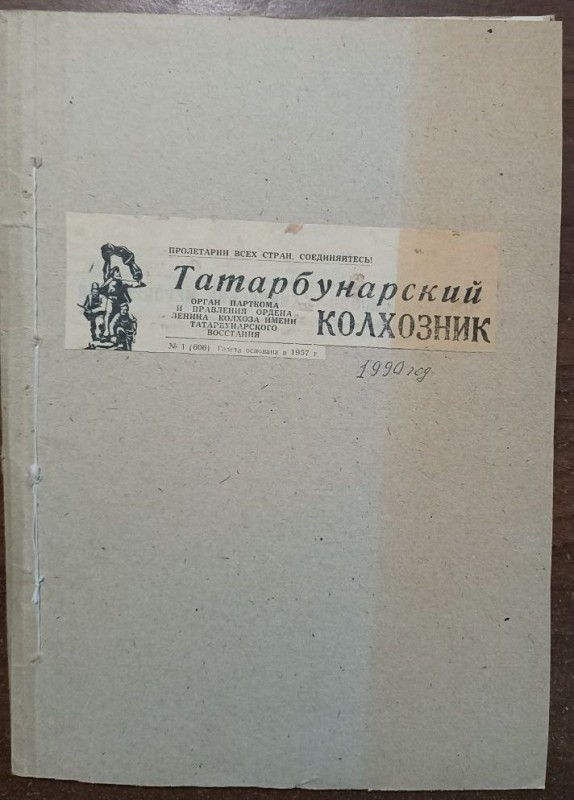 ПРОЛЕТАРИИ ВСЕХ СТРАН, СОЕДИНЯЙТЕСЬ!
Татарбунарский
КОЛХОЗНИК
ОРГАН ПАРТКОМА
И ПРАВЛЕНИЯ ОРДЕНА
ЛЕНИНА КОЛХОЗА ИМЕНИ
ТАТАРБУНАРСКОГО
ВОССТАНИЯ
№ 1 (600) Газета основана в 1957 г.
1990 год